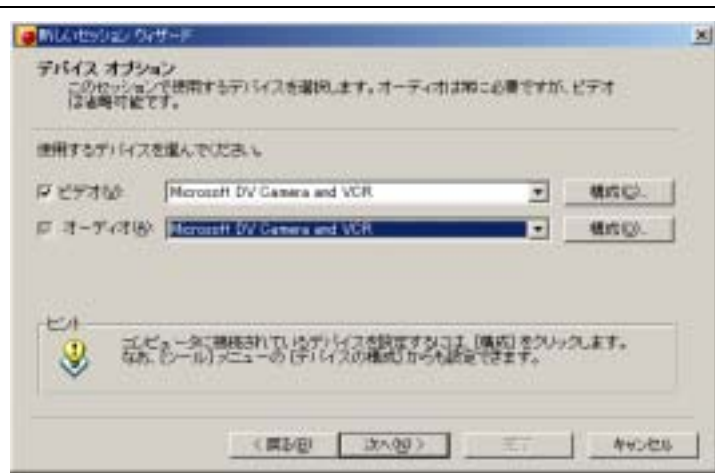 新しいセッション ウィザード
デバイス オプション
このセッションで使用するデバイスを選択します。オーディオは常に必要ですが、ビデオ
は省略可能です。
使用するデバイスを選んでください。
ビデオ(V): Microsoft DV Camera and VCR 構成(C)...
オーディオ(A): Microsoft DV Camera and VCR 構成(O)...
ヒント
コンピュータに接続されているデバイスを設定するには、[構成] をクリックします。
なお、[ツール] メニューの [デバイスの構成] からも設定できます。
< 戻る(B) 次へ(N) > 完了 キャンセル